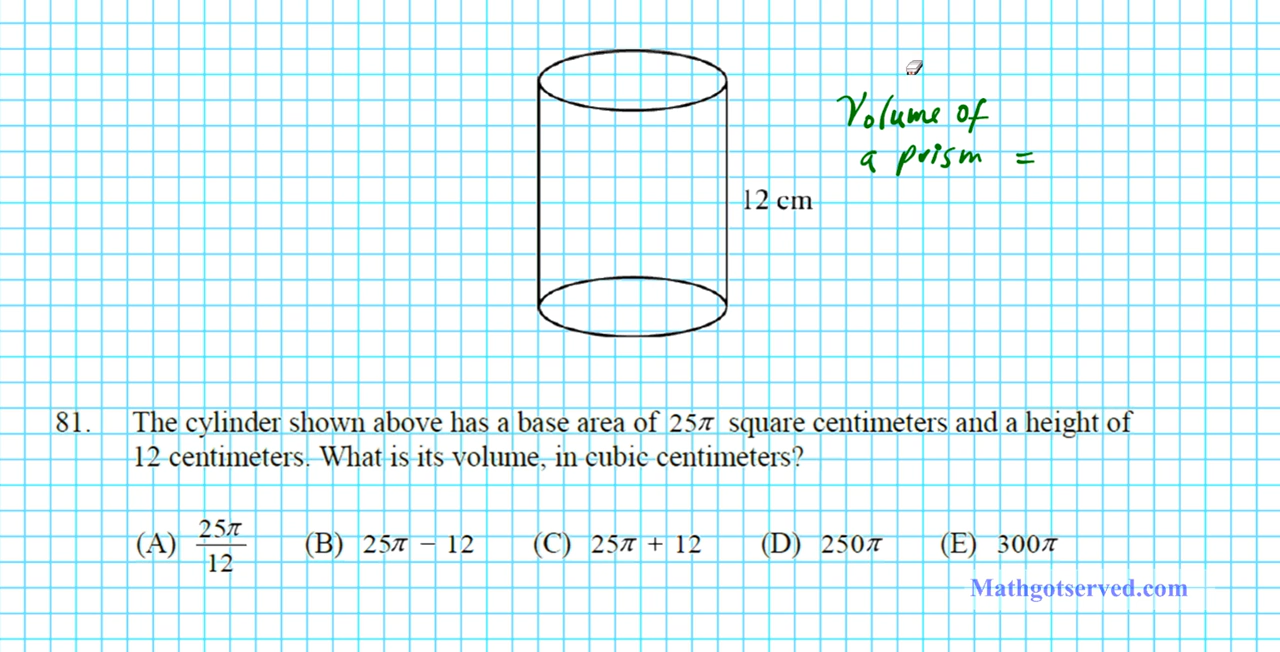 Volume of
a prism =
12 cm
81. The cylinder shown above has a base area of 25π square centimeters and a height of
12 centimeters. What is its volume, in cubic centimeters?
(A) 25π/12 (B) 25π − 12 (C) 25π + 12 (D) 250π (E) 300π
Mathgotserved.com